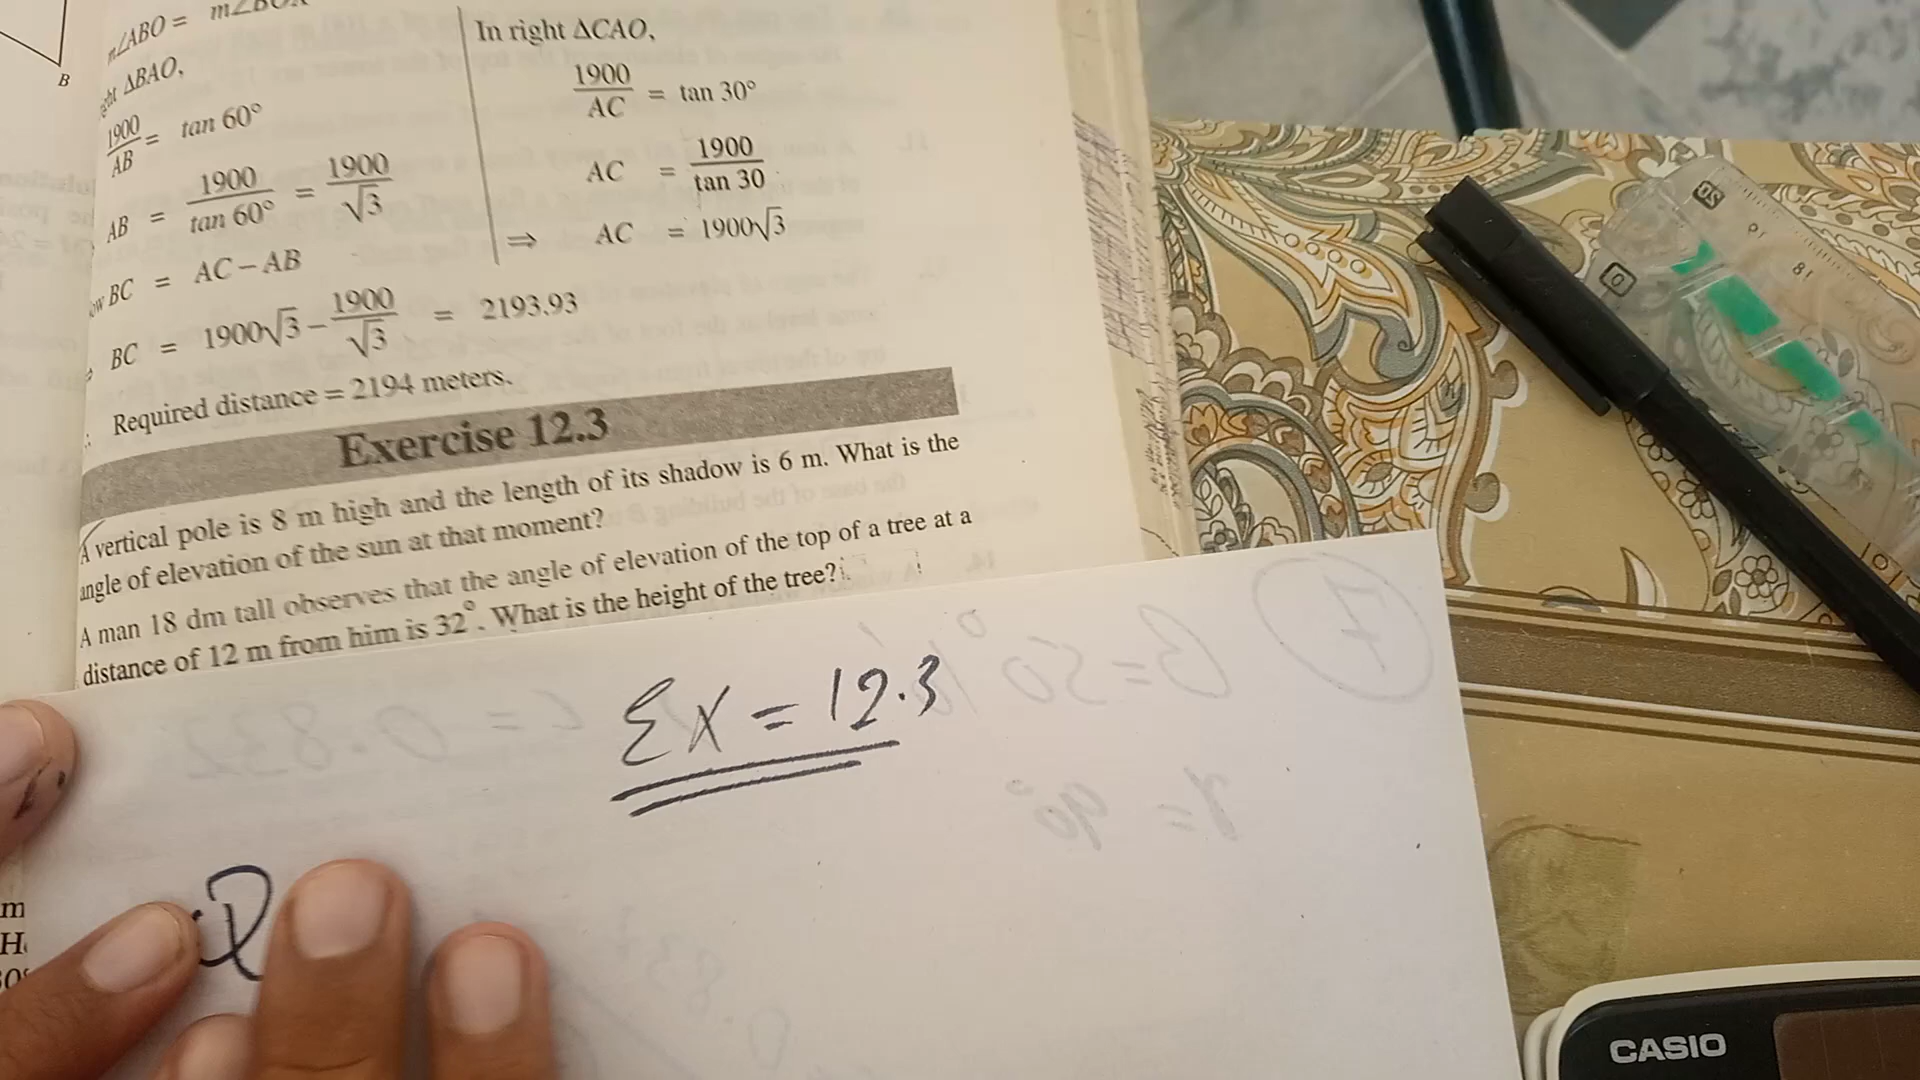 B
∠ABO = m∠BOX
ght ΔBAO,
1900/AB = tan 60°
AB = 1900/tan 60° = 1900/√3
ow BC = AC – AB
BC = 1900√3 – 1900/√3 = 2193.93
∴ Required distance = 2194 meters.
In right ΔCAO,
1900/AC = tan 30°
AC = 1900/tan 30
⇒ AC = 1900√3
Exercise 12.3
A vertical pole is 8 m high and the length of its shadow is 6 m. What is the
angle of elevation of the sun at that moment?
A man 18 dm tall observes that the angle of elevation of the top of a tree at a
distance of 12 m from him is 32°. What is the height of the tree?
Ex = 12.3
Q
m
H
CASIO